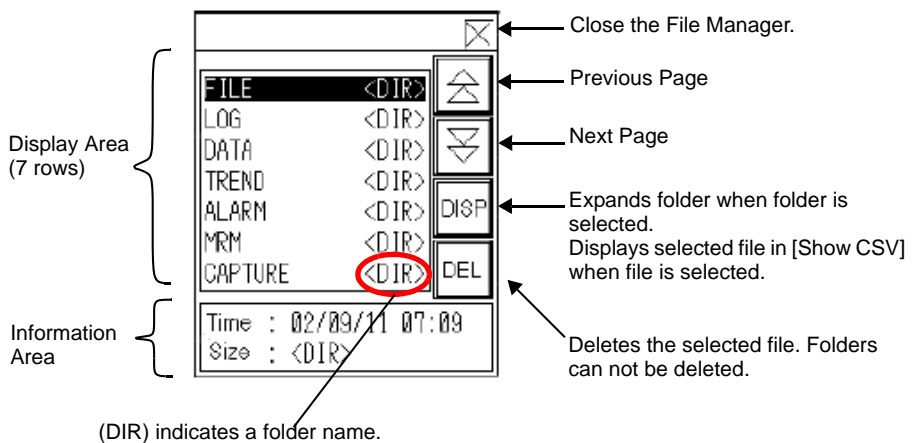 Close the File Manager.
FILE <DIR>
LOG <DIR>
DATA <DIR>
TREND <DIR>
ALARM <DIR>
MRM <DIR>
CAPTURE <DIR>
DISP
DEL
Time : 02/09/11 07:09
Size : <DIR>
Display Area
(7 rows)
Information
Area
Previous Page
Next Page
Expands folder when folder is
selected.
Displays selected file in [Show CSV]
when file is selected.
Deletes the selected file. Folders
can not be deleted.
(DIR) indicates a folder name.